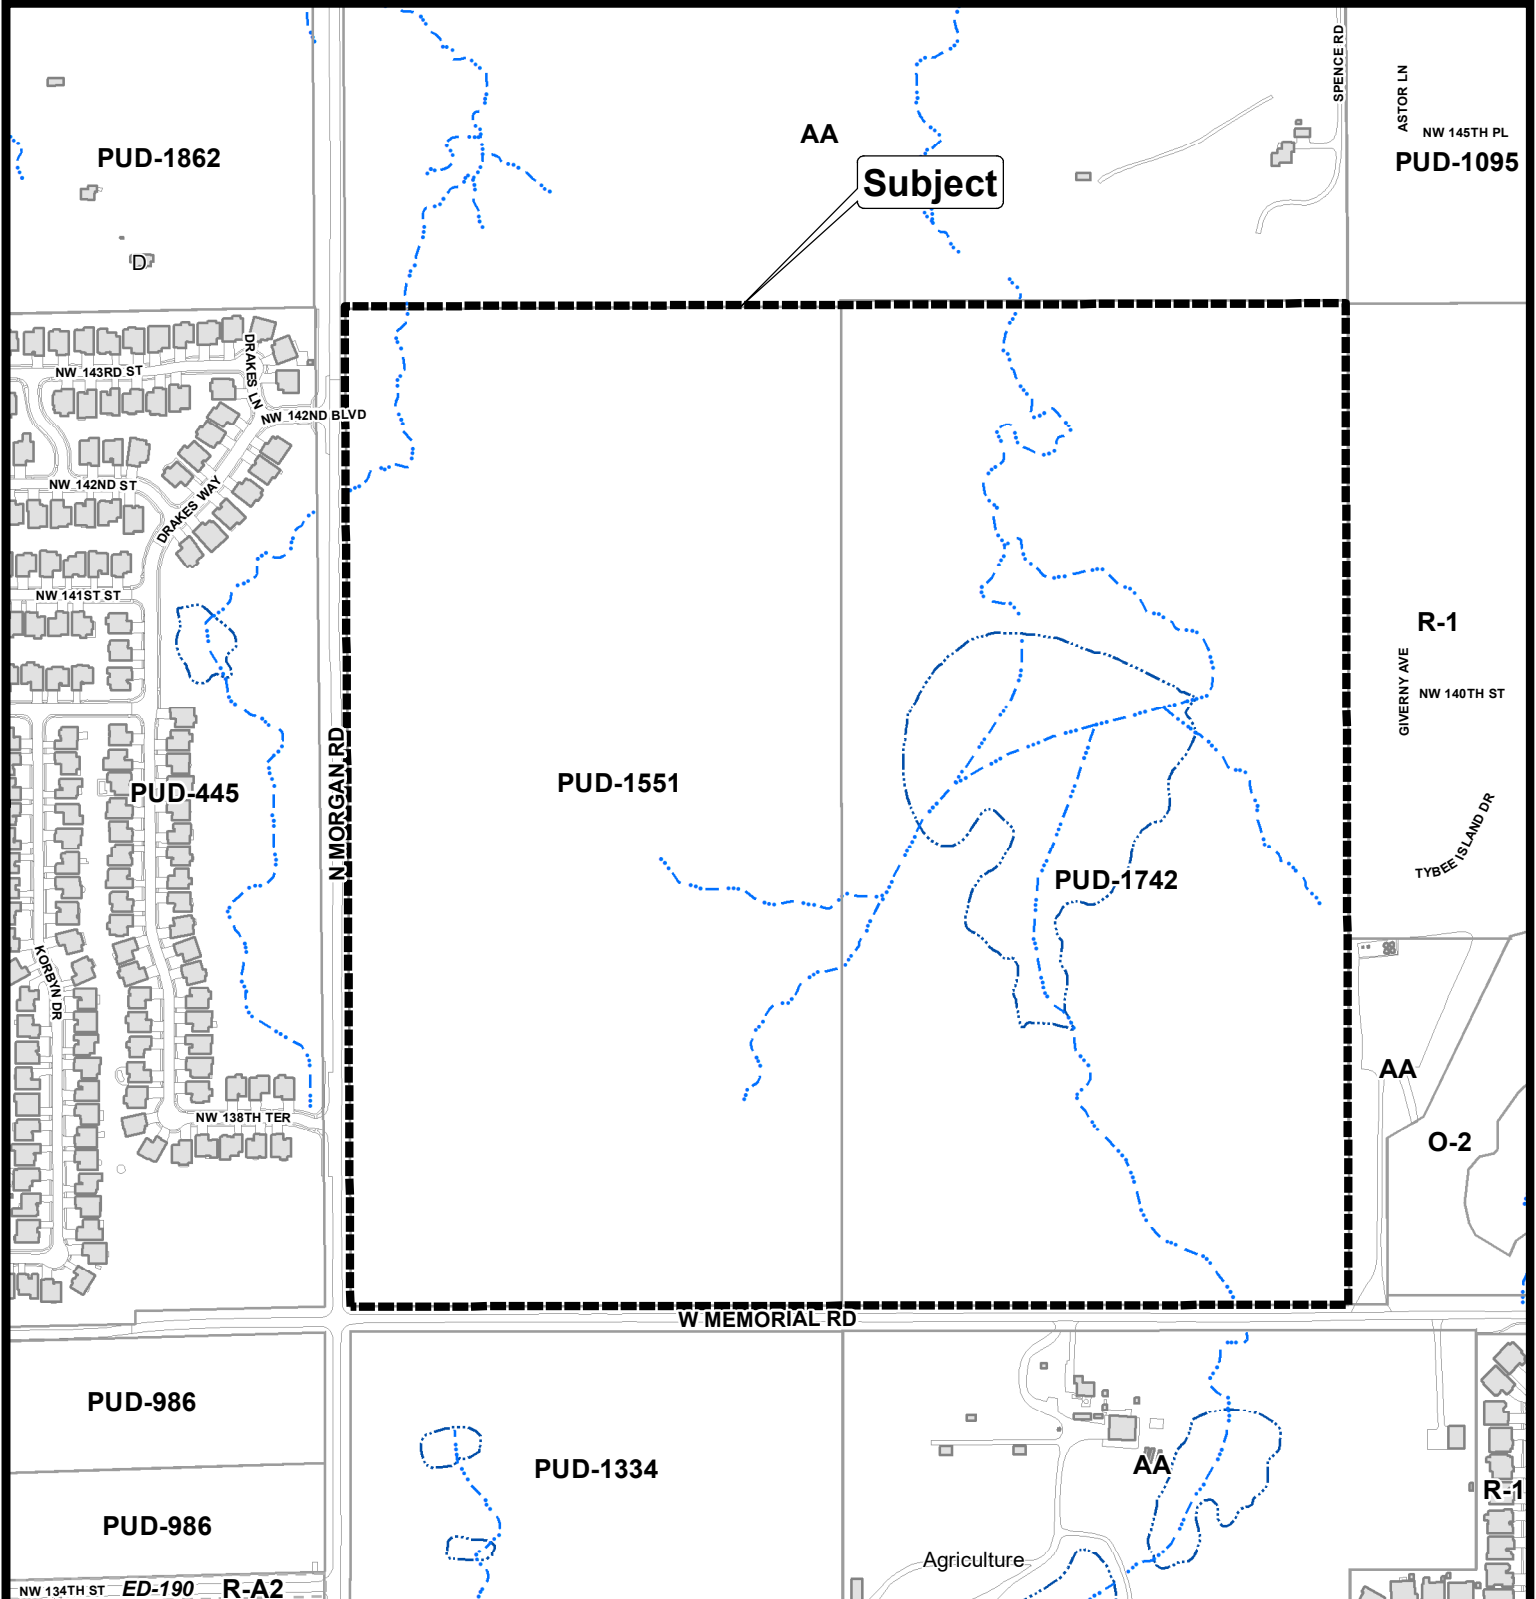 SPENCE RD
ASTOR LN
NW 145TH PL
PUD-1095
AA
PUD-1862
Subject
D
DRAKES LN
NW 143RD ST
NW 142ND BLVD
NW 142ND ST
DRAKES WAY
NW 141ST ST
R-1
GIVERNY AVE
NW 140TH ST
N MORGAN RD
PUD-445
PUD-1551
TYBEE ISLAND DR
PUD-1742
KORBYN DR
AA
NW 138TH TER
O-2
W MEMORIAL RD
PUD-986
PUD-1334
AA
R-1
PUD-986
Agriculture
NW 134TH ST
ED-190
R-A2